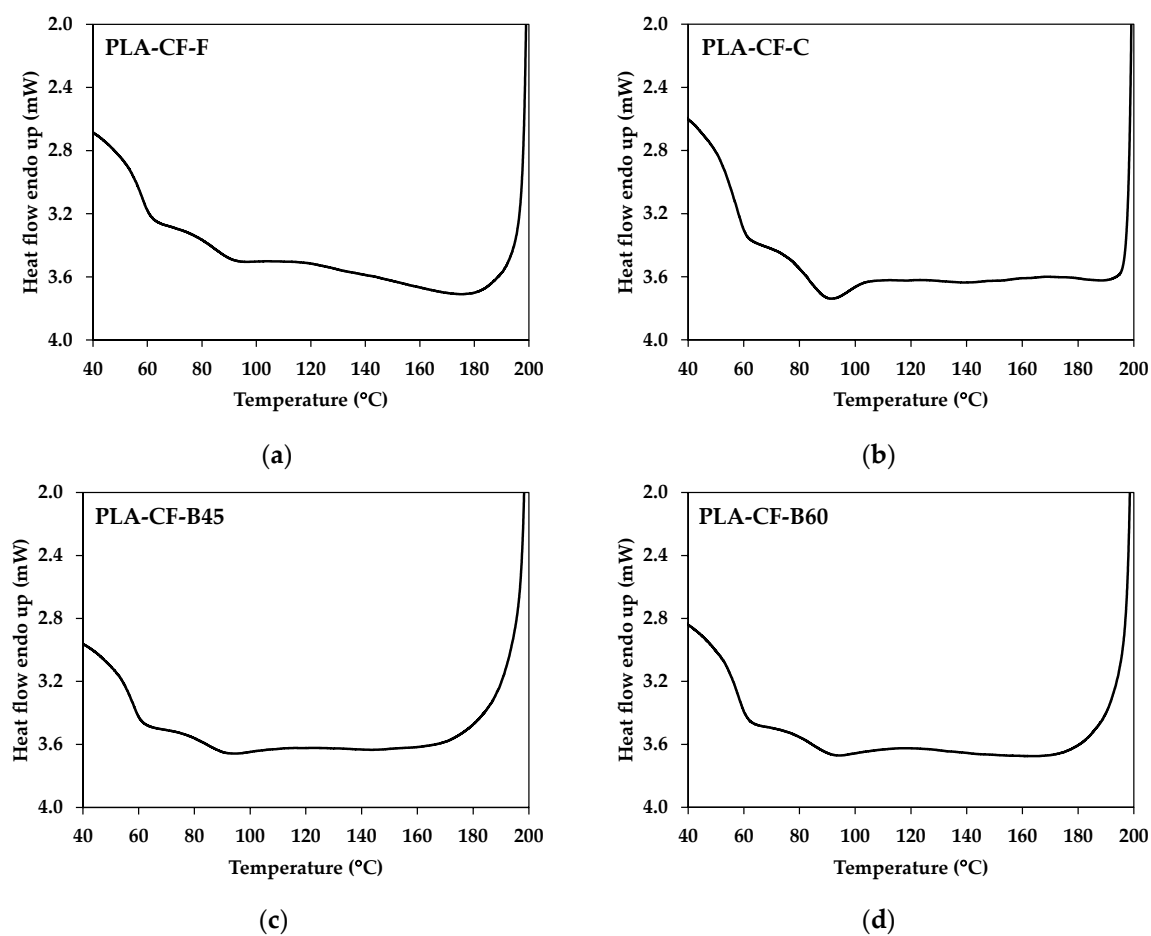 PLA-CF-F
Heat flow endo up (mW)
2.0
2.4
2.8
3.2
3.6
4.0
40 60 80 100 120 140 160 180 200
Temperature (°C)
(a)
PLA-CF-C
Heat flow endo up (mW)
2.0
2.4
2.8
3.2
3.6
4.0
40 60 80 100 120 140 160 180 200
Temperature (°C)
(b)
PLA-CF-B45
Heat flow endo up (mW)
2.0
2.4
2.8
3.2
3.6
4.0
40 60 80 100 120 140 160 180 200
Temperature (°C)
(c)
PLA-CF-B60
Heat flow endo up (mW)
2.0
2.4
2.8
3.2
3.6
4.0
40 60 80 100 120 140 160 180 200
Temperature (°C)
(d)